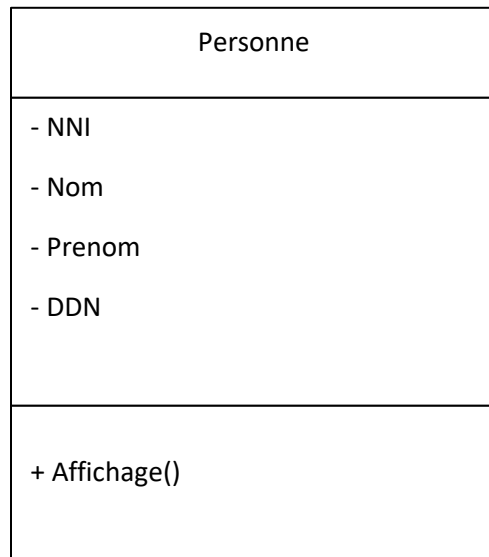 Personne
- NNI
- Nom
- Prenom
- DDN
+ Affichage()